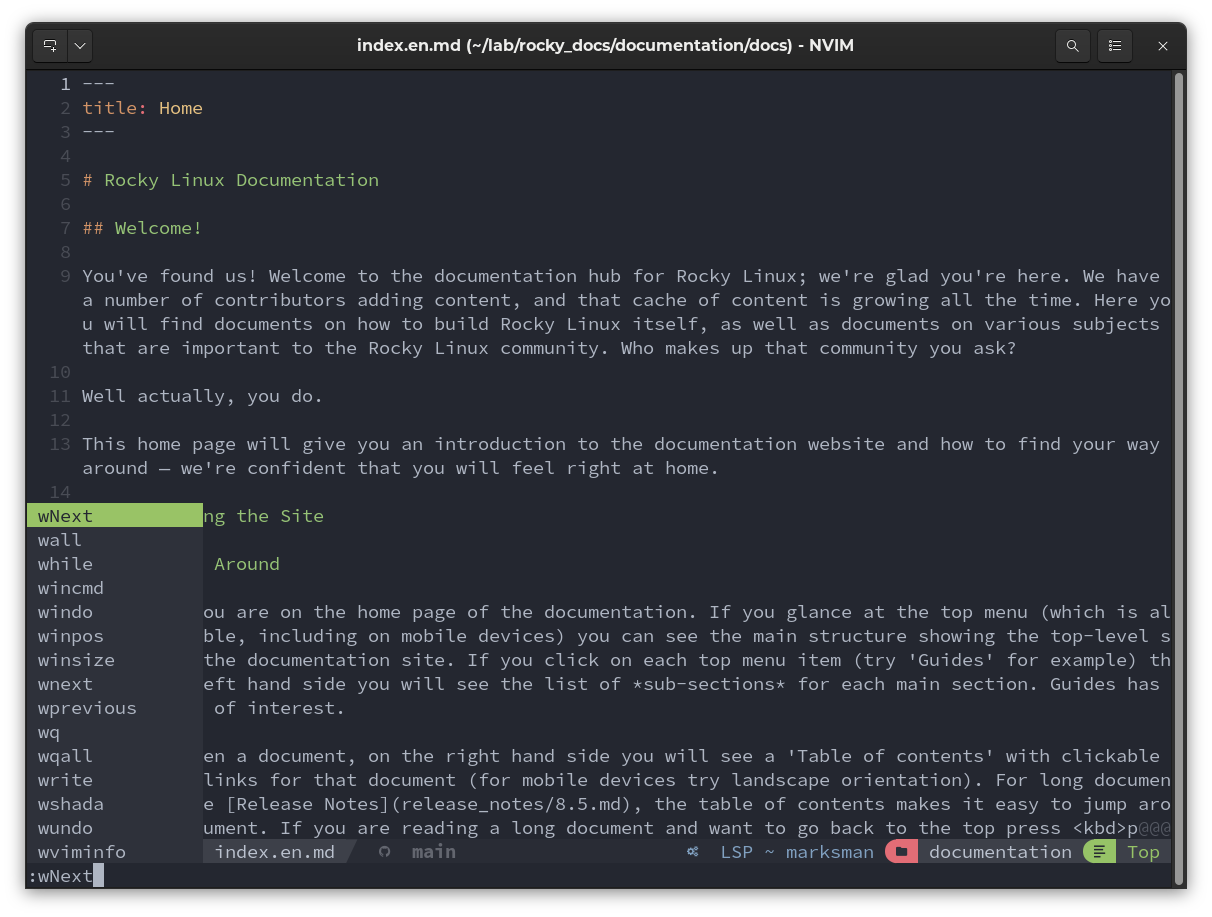 index.en.md (~/lab/rocky_docs/documentation/docs) - NVIM
1 ---
2 title: Home
3 ---
4
5 # Rocky Linux Documentation
6
7 ## Welcome!
8
9 You've found us! Welcome to the documentation hub for Rocky Linux; we're glad you're here. We have
a number of contributors adding content, and that cache of content is growing all the time. Here yo
u will find documents on how to build Rocky Linux itself, as well as documents on various subjects
that are important to the Rocky Linux community. Who makes up that community you ask?
10
11 Well actually, you do.
12
13 This home page will give you an introduction to the documentation website and how to find your way
around — we're confident that you will feel right at home.
14
wNext ng the Site
wall
while Around
wincmd
windo ou are on the home page of the documentation. If you glance at the top menu (which is al
winpos ble, including on mobile devices) you can see the main structure showing the top-level s
winsize the documentation site. If you click on each top menu item (try 'Guides' for example) th
wnext eft hand side you will see the list of *sub-sections* for each main section. Guides has
wprevious of interest.
wq
wqall en a document, on the right hand side you will see a 'Table of contents' with clickable
write links for that document (for mobile devices try landscape orientation). For long documen
wshada e [Release Notes](release_notes/8.5.md), the table of contents makes it easy to jump aro
wundo ument. If you are reading a long document and want to go back to the top press <kbd>p@@@
wviminfo index.en.md main LSP ~ marksman documentation Top
:wNext